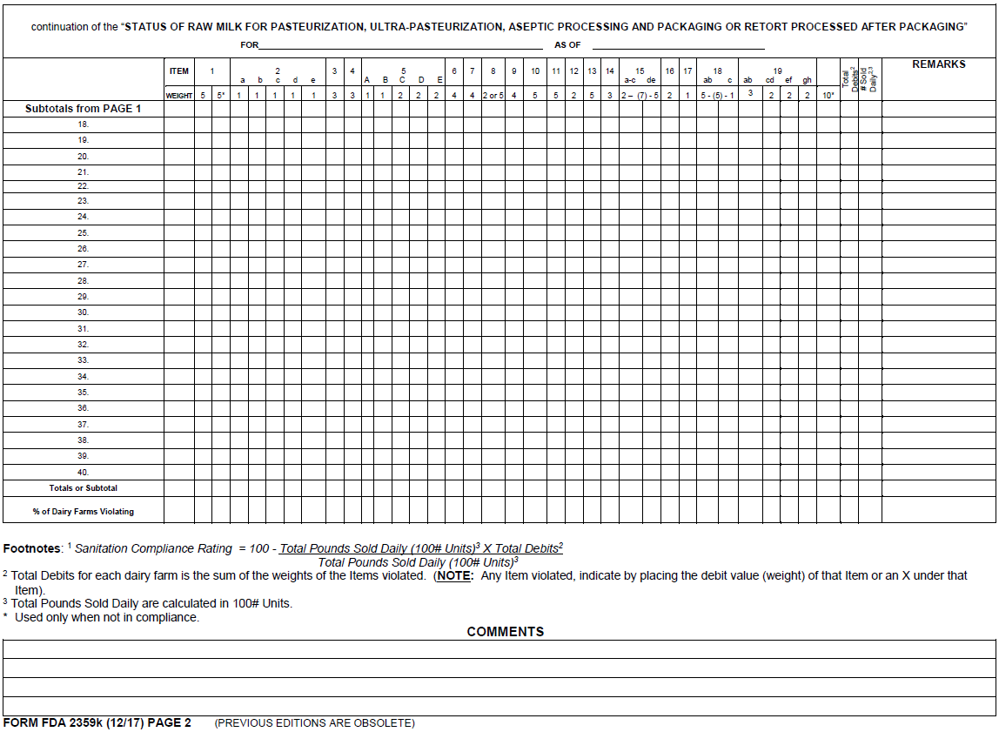 continuation of the "STATUS OF RAW MILK FOR PASTEURIZATION, ULTRA-PASTEURIZATION, ASEPTIC PROCESSING AND PACKAGING OR RETORT PROCESSED AFTER PACKAGING"
FOR AS OF
ITEM 1 2 3 4 5 6 7 8 9 10 11 12 13 14 15 16 17 18 19 Total Debits2 # Sold Daily2,3 REMARKS
a b c d e A B C D E a-c de ab c ab cd ef gh
WEIGHT 5 5* 1 1 1 1 1 3 3 1 1 2 2 2 4 4 2 or 5 4 5 5 2 5 3 2 – (7) - 5 2 1 5 - (5) - 1 3 2 2 2 10*
Subtotals from PAGE 1
18.
19.
20.
21.
22.
23.
24.
25.
26.
27.
28.
29.
30.
31.
32.
33.
34.
35.
36.
37.
38.
39.
40.
Totals or Subtotal
% of Dairy Farms Violating
Footnotes: 1 Sanitation Compliance Rating = 100 - Total Pounds Sold Daily (100# Units)3 X Total Debits2
Total Pounds Sold Daily (100# Units)3
2 Total Debits for each dairy farm is the sum of the weights of the Items violated. (NOTE: Any Item violated, indicate by placing the debit value (weight) of that Item or an X under that
Item).
3 Total Pounds Sold Daily are calculated in 100# Units.
* Used only when not in compliance.
COMMENTS
FORM FDA 2359k (12/17) PAGE 2 (PREVIOUS EDITIONS ARE OBSOLETE)